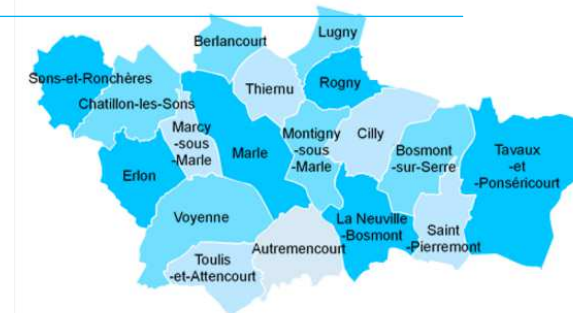 Lugny
Berlancourt
Sons-et-Ronchères
Thiernu
Rogny
Chatillon-les-Sons
Marcy
-sous
-Marle
Marle
Montigny
-sous
-Marle
Cilly
Bosmont
-sur-Serre
Tavaux
-et
-Ponséricourt
Erlon
Voyenne
La Neuville
-Bosmont
Saint
-Pierremont
Autremencourt
Toulis
-et-Attencourt